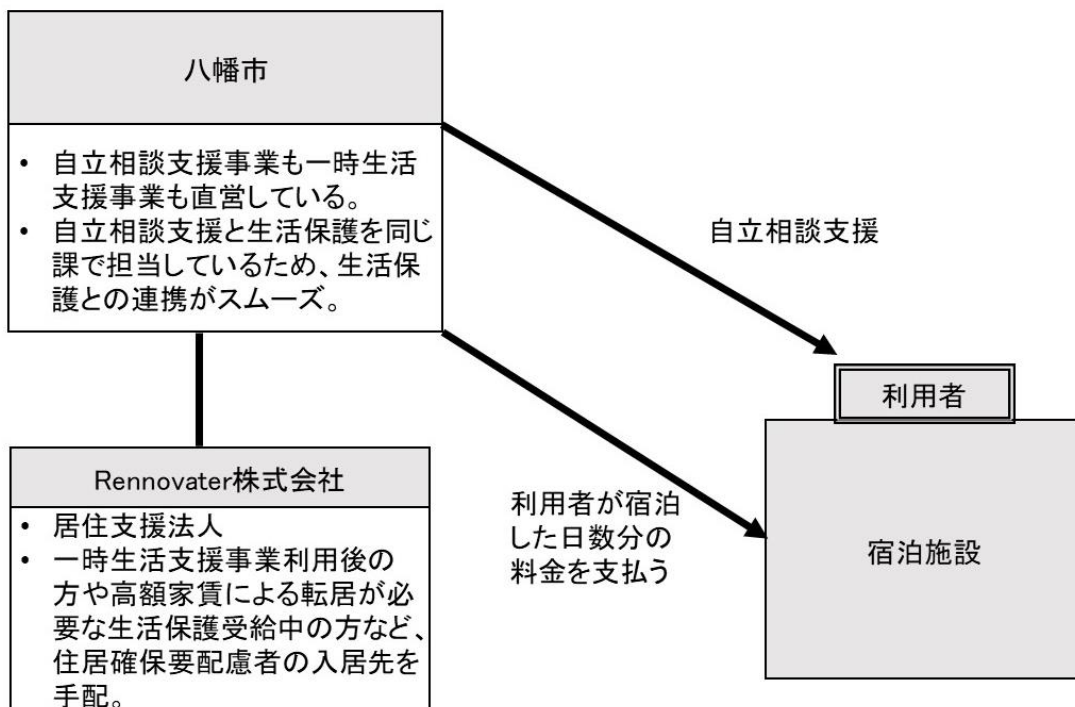 八幡市
• 自立相談支援事業も一時生活
支援事業も直営している。
• 自立相談支援と生活保護を同じ
課で担当しているため、生活保
護との連携がスムーズ。
自立相談支援
利用者
Rennovater株式会社
• 居住支援法人
• 一時生活支援事業利用後の
方や高額家賃による転居が必
要な生活保護受給中の方など、
住居確保要配慮者の入居先を
手配。
利用者が宿泊
した日数分の
料金を支払う
宿泊施設